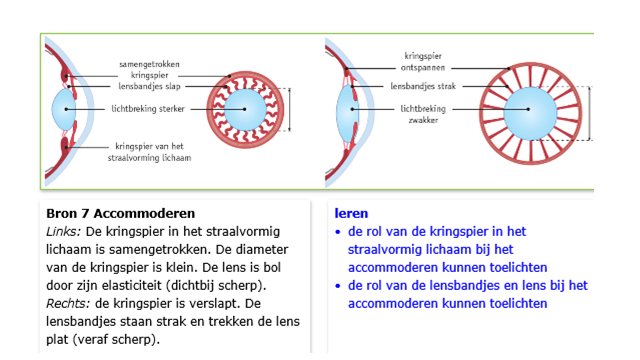 samengetrokken
kringspier
lensbandjes slap
lichtbreking sterker
kringspier van het
straalvorming lichaam
kringspier
ontspannen
lensbandjes strak
lichtbreking
zwakker
Bron 7 Accommoderen
Links: De kringspier in het straalvormig
lichaam is samengetrokken. De diameter
van de kringspier is klein. De lens is bol
door zijn elasticiteit (dichtbij scherp).
Rechts: de kringspier is verslapt. De
lensbandjes staan strak en trekken de lens
plat (veraf scherp).
leren
• de rol van de kringspier in het
straalvormig lichaam bij het
accommoderen kunnen toelichten
• de rol van de lensbandjes en lens bij het
accommoderen kunnen toelichten